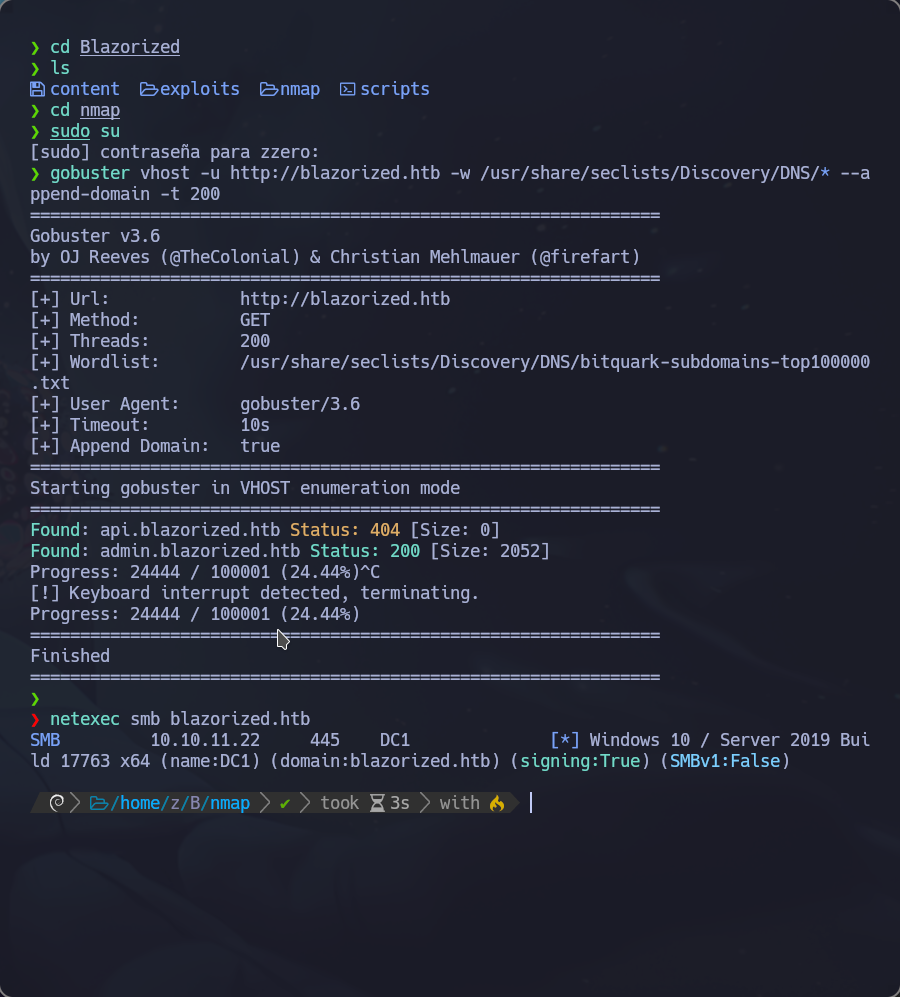 ❯ cd Blazorized
❯ ls
content exploits nmap scripts
❯ cd nmap
❯ sudo su
[sudo] contraseña para zzero:
❯ gobuster vhost -u http://blazorized.htb -w /usr/share/seclists/Discovery/DNS/* --a
ppend-domain -t 200
===============================================================
Gobuster v3.6
by OJ Reeves (@TheColonial) & Christian Mehlmauer (@firefart)
===============================================================
[+] Url: http://blazorized.htb
[+] Method: GET
[+] Threads: 200
[+] Wordlist: /usr/share/seclists/Discovery/DNS/bitquark-subdomains-top100000
.txt
[+] User Agent: gobuster/3.6
[+] Timeout: 10s
[+] Append Domain: true
===============================================================
Starting gobuster in VHOST enumeration mode
===============================================================
Found: api.blazorized.htb Status: 404 [Size: 0]
Found: admin.blazorized.htb Status: 200 [Size: 2052]
Progress: 24444 / 100001 (24.44%)^C
[!] Keyboard interrupt detected, terminating.
Progress: 24444 / 100001 (24.44%)
===============================================================
Finished
===============================================================
❯
❯ netexec smb blazorized.htb
SMB 10.10.11.22 445 DC1 [*] Windows 10 / Server 2019 Bui
ld 17763 x64 (name:DC1) (domain:blazorized.htb) (signing:True) (SMBv1:False)
/home/z/B/nmap ✔ took 3s with 🔥